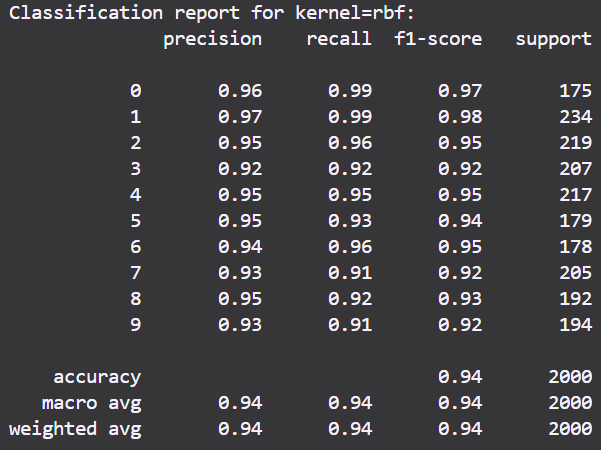 Classification report for kernel=rbf:
precision recall f1-score support
0 0.96 0.99 0.97 175
1 0.97 0.99 0.98 234
2 0.95 0.96 0.95 219
3 0.92 0.92 0.92 207
4 0.95 0.95 0.95 217
5 0.95 0.93 0.94 179
6 0.94 0.96 0.95 178
7 0.93 0.91 0.92 205
8 0.95 0.92 0.93 192
9 0.93 0.91 0.92 194
accuracy 0.94 2000
macro avg 0.94 0.94 0.94 2000
weighted avg 0.94 0.94 0.94 2000